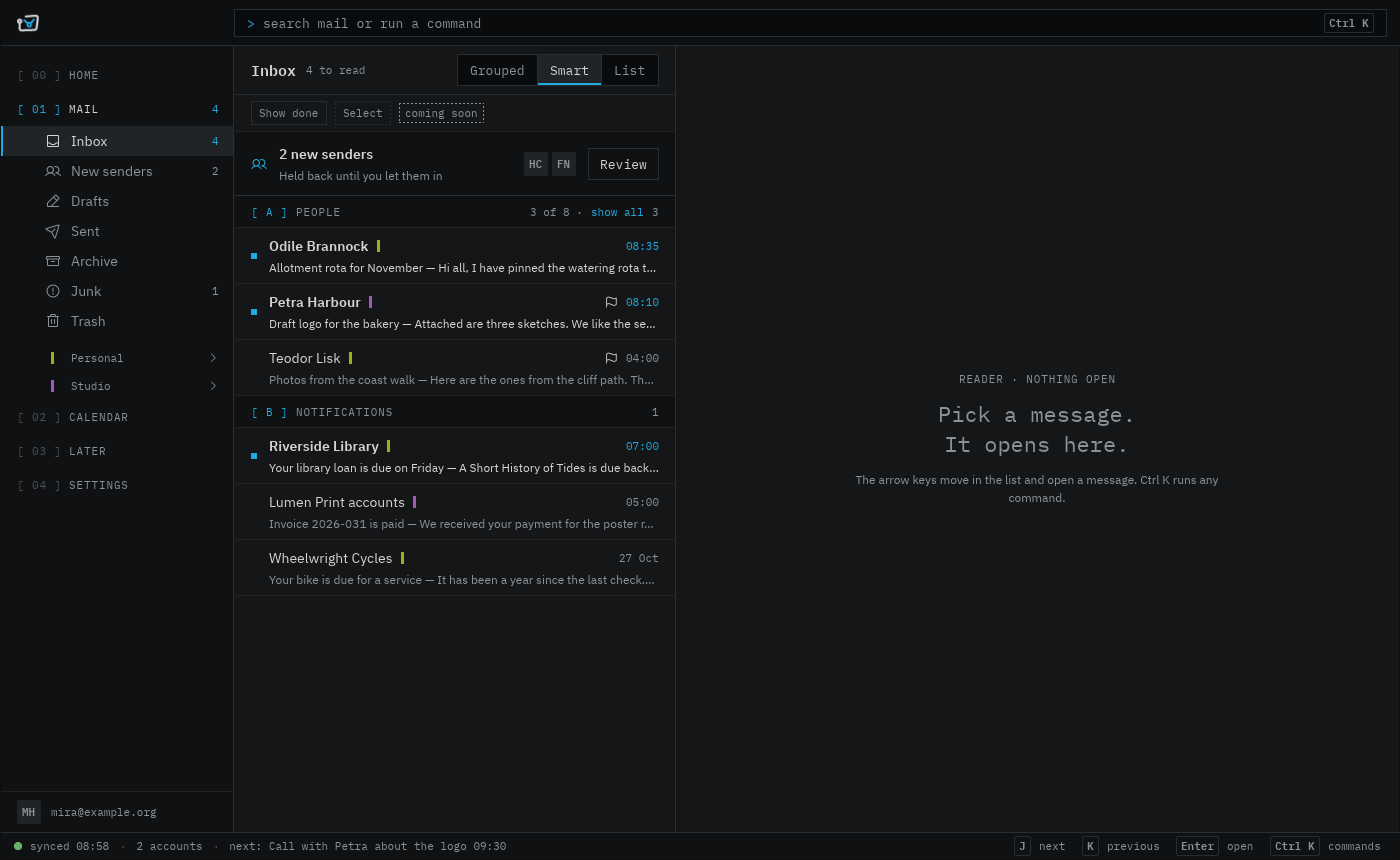 > search mail or run a command Ctrl K
[ 00 ] HOME
[ 01 ] MAIL 4
Inbox 4
New senders 2
Drafts
Sent
Archive
Junk 1
Trash
Personal
Studio
[ 02 ] CALENDAR
[ 03 ] LATER
[ 04 ] SETTINGS
MH mira@example.org
Inbox 4 to read Grouped Smart List
Show done Select coming soon
2 new senders
Held back until you let them in
HC FN Review
[ A ] PEOPLE 3 of 8 · show all 3
Odile Brannock 08:35
Allotment rota for November — Hi all, I have pinned the watering rota t…
Petra Harbour 08:10
Draft logo for the bakery — Attached are three sketches. We like the se…
Teodor Lisk 04:00
Photos from the coast walk — Here are the ones from the cliff path. Th…
[ B ] NOTIFICATIONS 1
Riverside Library 07:00
Your library loan is due on Friday — A Short History of Tides is due back…
Lumen Print accounts 05:00
Invoice 2026-031 is paid — We received your payment for the poster r…
Wheelwright Cycles 27 Oct
Your bike is due for a service — It has been a year since the last check.…
READER · NOTHING OPEN
Pick a message.
It opens here.
The arrow keys move in the list and open a message. Ctrl K runs any
command.
synced 08:58 · 2 accounts · next: Call with Petra about the logo 09:30
J next K previous Enter open Ctrl K commands